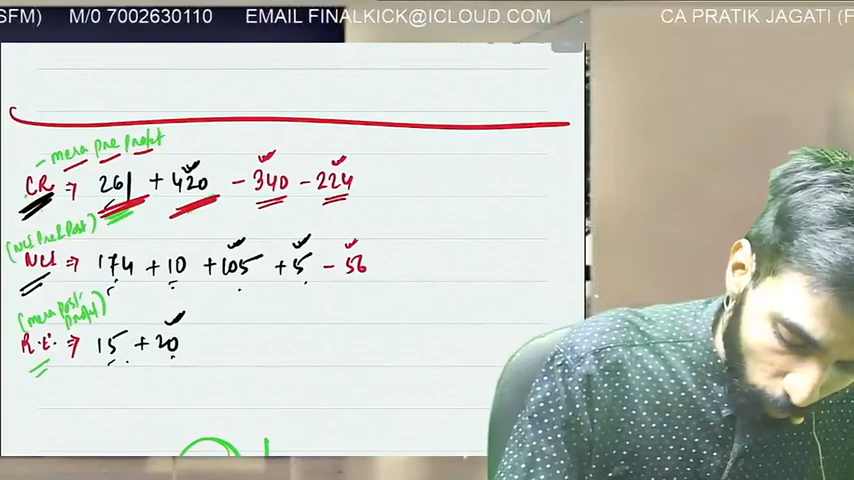 SFM) M/0 7002630110 EMAIL FINALKICK@ICLOUD.COM CA PRATIK JAGATI (F
- mera pre profit
CR ⇒ 261 + 420 - 340 - 224
(NCI Pre & Post)
NCI ⇒ 174 + 10 + 105 + 5 - 56
(mera post profit)
R.E. ⇒ 15 + 20